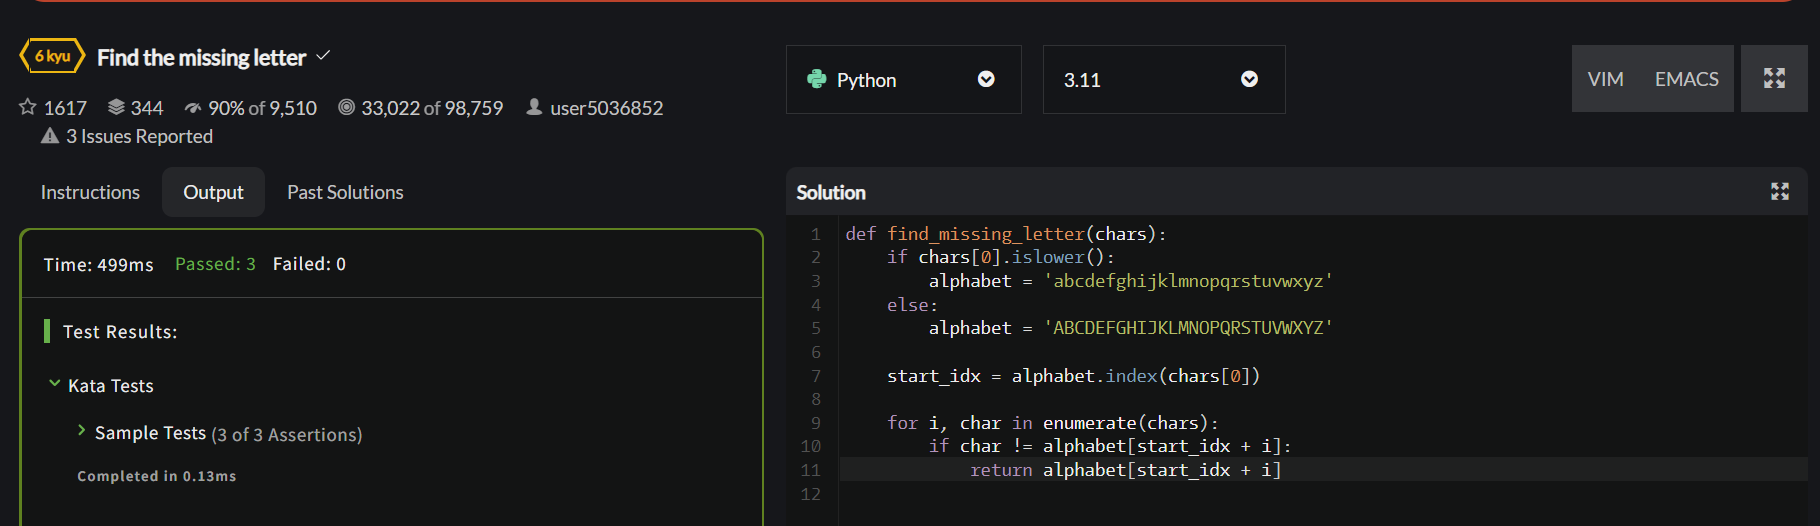 6 kyu Find the missing letter
1617 344 90% of 9,510 33,022 of 98,759 user5036852
3 Issues Reported
Instructions Output Past Solutions
Time: 499ms Passed: 3 Failed: 0
Test Results:
Kata Tests
Sample Tests (3 of 3 Assertions)
Completed in 0.13ms
Python 3.11 VIM EMACS
Solution
1 def find_missing_letter(chars):
2     if chars[0].islower():
3         alphabet = 'abcdefghijklmnopqrstuvwxyz'
4     else:
5         alphabet = 'ABCDEFGHIJKLMNOPQRSTUVWXYZ'
6
7     start_idx = alphabet.index(chars[0])
8
9     for i, char in enumerate(chars):
10         if char != alphabet[start_idx + i]:
11             return alphabet[start_idx + i]
12